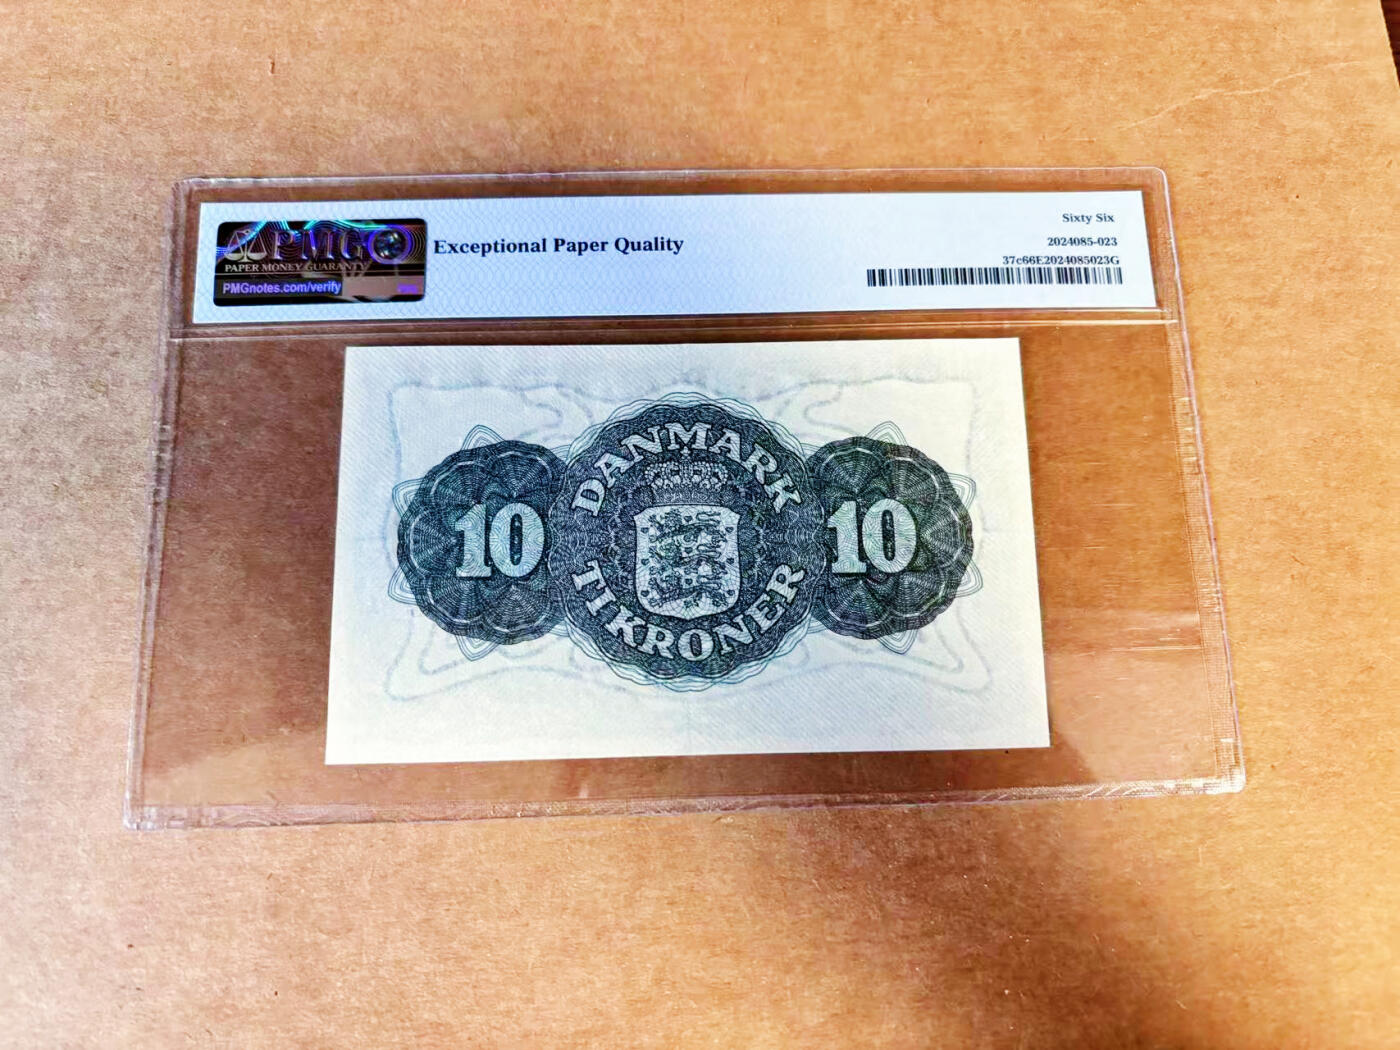 PMG
PAPER MONEY GUARANTY
PMGnotes.com/verify
Exceptional Paper Quality
Sixty Six
2024085-023
37c66E2024085023G
DANMARK
10
10
TI KRONER